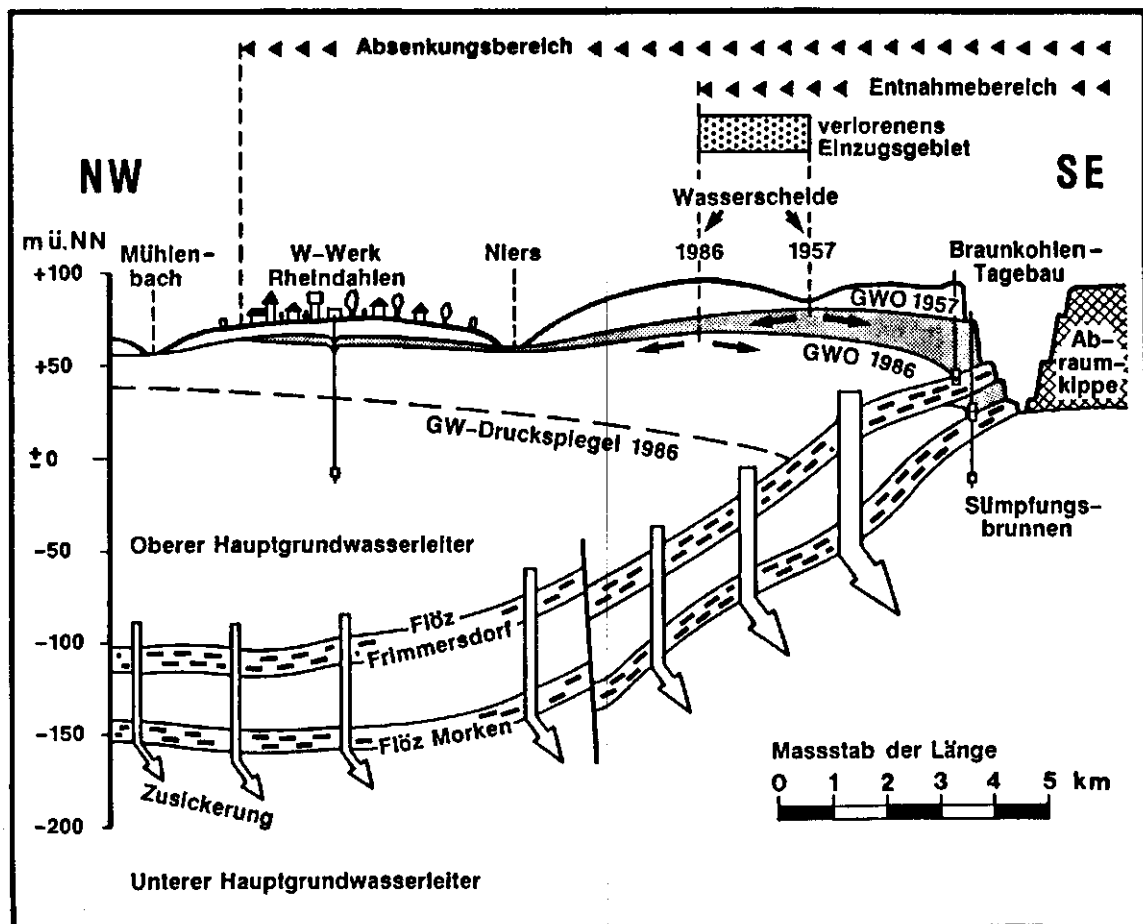 Absenkungsbereich
Entnahmebereich
verlorenens
Einzugsgebiet
NW
SE
Wasserscheide
m ü.NN
Mühlen-
bach
W-Werk
Rheindahlen
Niers
1986
1957
Braunkohlen-
Tagebau
+100
GWO 1957
+50
GWO 1986
Ab-
raum-
kippe
GW-Druckspiegel 1986
±0
Sümpfungs-
brunnen
Oberer Hauptgrundwasserleiter
-50
-100
Flöz
Frimmersdorf
-150
Flöz Morken
Massstab der Länge
0 1 2 3 4 5 km
Zusickerung
-200
Unterer Hauptgrundwasserleiter